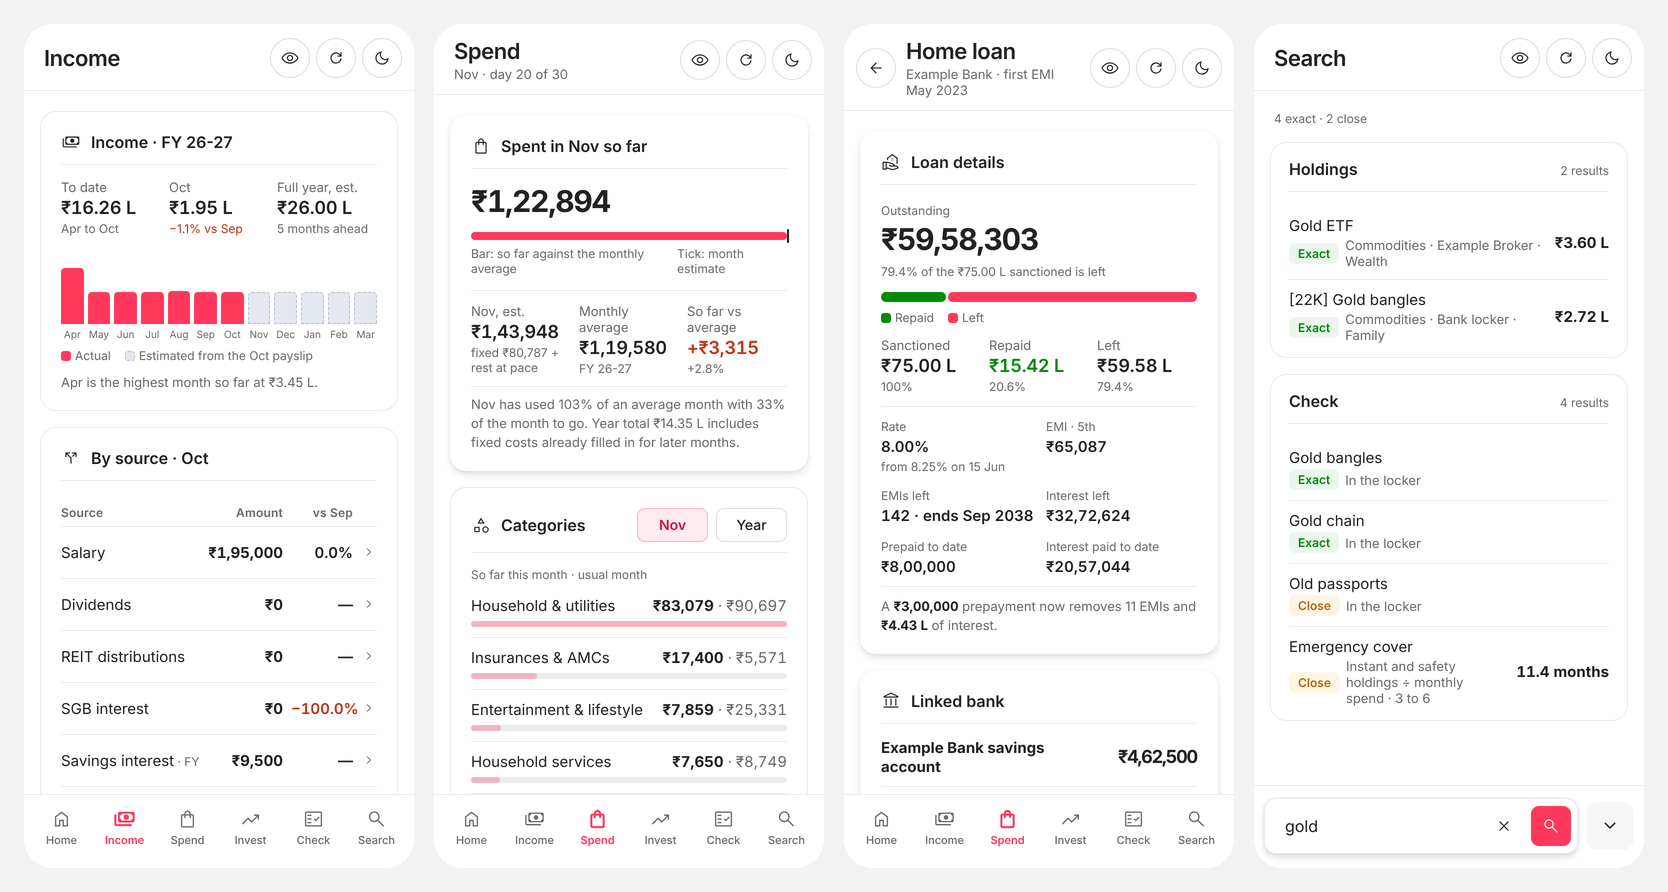 Income
Income · FY 26-27
To date
Oct
Full year, est.
₹16.26 L
₹1.95 L
₹26.00 L
Apr to Oct
−1.1% vs Sep
5 months ahead
Apr May Jun Jul Aug Sep Oct Nov Dec Jan Feb Mar
Actual
Estimated from the Oct payslip
Apr is the highest month so far at ₹3.45 L.
By source · Oct
Source Amount vs Sep
Salary ₹1,95,000 0.0%
Dividends ₹0 —
REIT distributions ₹0 —
SGB interest ₹0 −100.0%
Savings interest · FY ₹9,500 —
Home Income Spend Invest Check Search
Spend
Nov · day 20 of 30
Spent in Nov so far
₹1,22,894
Bar: so far against the monthly
average
Tick: month
estimate
Nov, est.
₹1,43,948
fixed ₹80,787 +
rest at pace
Monthly
average
₹1,19,580
FY 26-27
So far vs
average
+₹3,315
+2.8%
Nov has used 103% of an average month with 33%
of the month to go. Year total ₹14.35 L includes
fixed costs already filled in for later months.
Categories
Nov
Year
So far this month · usual month
Household & utilities ₹83,079 · ₹90,697
Insurances & AMCs ₹17,400 · ₹5,571
Entertainment & lifestyle ₹7,859 · ₹25,331
Household services ₹7,650 · ₹8,749
Home Income Spend Invest Check Search
Home loan
Example Bank · first EMI
May 2023
Loan details
Outstanding
₹59,58,303
79.4% of the ₹75.00 L sanctioned is left
Repaid
Left
Sanctioned
Repaid
Left
₹75.00 L
₹15.42 L
₹59.58 L
100%
20.6%
79.4%
Rate
8.00%
from 8.25% on 15 Jun
EMI · 5th
₹65,087
EMIs left
142 · ends Sep 2038
Interest left
₹32,72,624
Prepaid to date
₹8,00,000
Interest paid to date
₹20,57,044
A ₹3,00,000 prepayment now removes 11 EMIs and
₹4.43 L of interest.
Linked bank
Example Bank savings
account
₹4,62,500
Home Income Spend Invest Check Search
Search
4 exact · 2 close
Holdings
2 results
Gold ETF
Exact
Commodities · Example Broker ·
Wealth
₹3.60 L
[22K] Gold bangles
Exact
Commodities · Bank locker ·
Family
₹2.72 L
Check
4 results
Gold bangles
Exact In the locker
Gold chain
Exact In the locker
Old passports
Close In the locker
Emergency cover
Close
Instant and safety
holdings ÷ monthly
spend · 3 to 6
11.4 months
gold